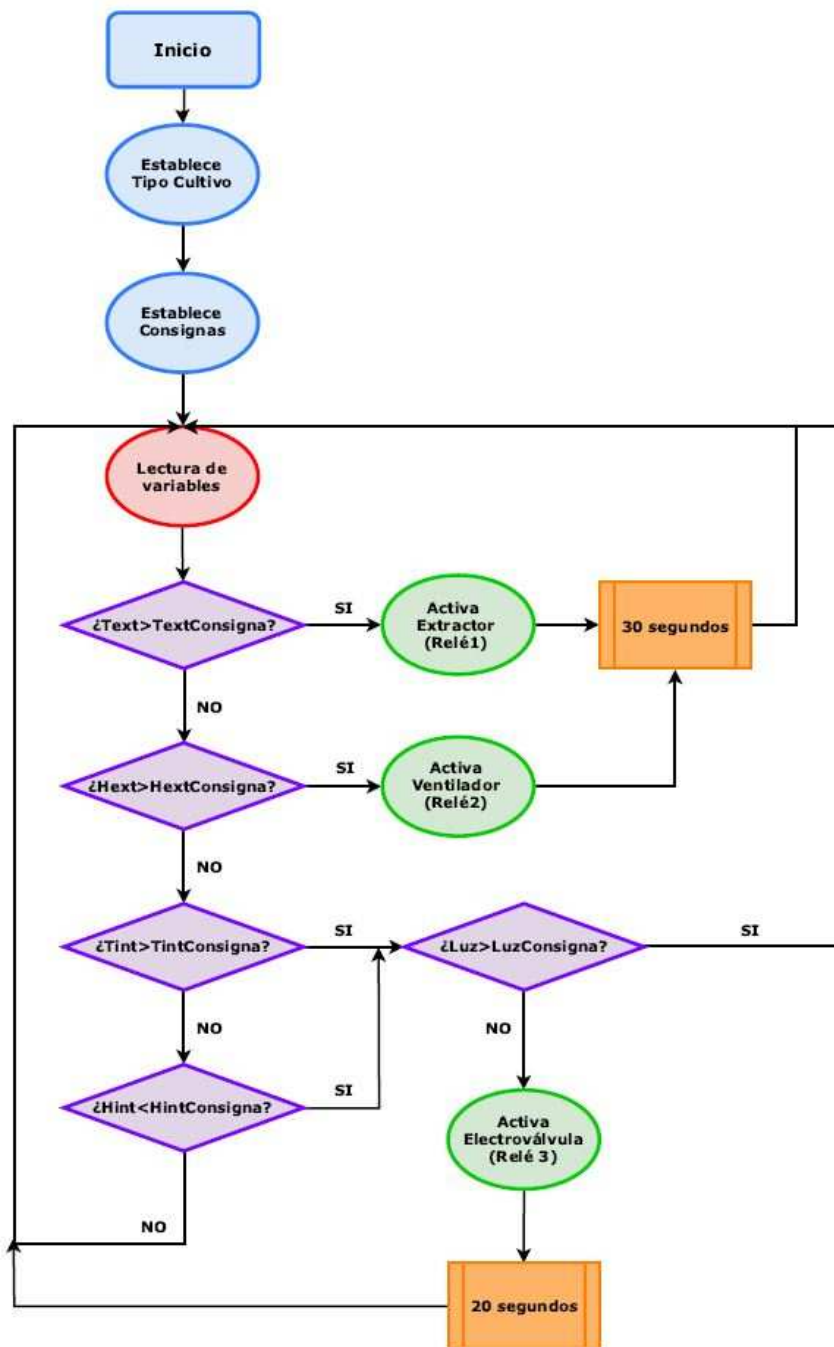 Inicio
Establece
Tipo Cultivo
Establece
Consignas
Lectura de
variables
¿Text>TextConsigna?
SI
Activa
Extractor
(Relé1)
30 segundos
NO
¿Hext>HextConsigna?
SI
Activa
Ventilador
(Relé2)
NO
¿Tint>TintConsigna?
SI
¿Luz>LuzConsigna?
SI
NO
NO
¿Hint<HintConsigna?
SI
Activa
Electroválvula
(Relé 3)
NO
20 segundos